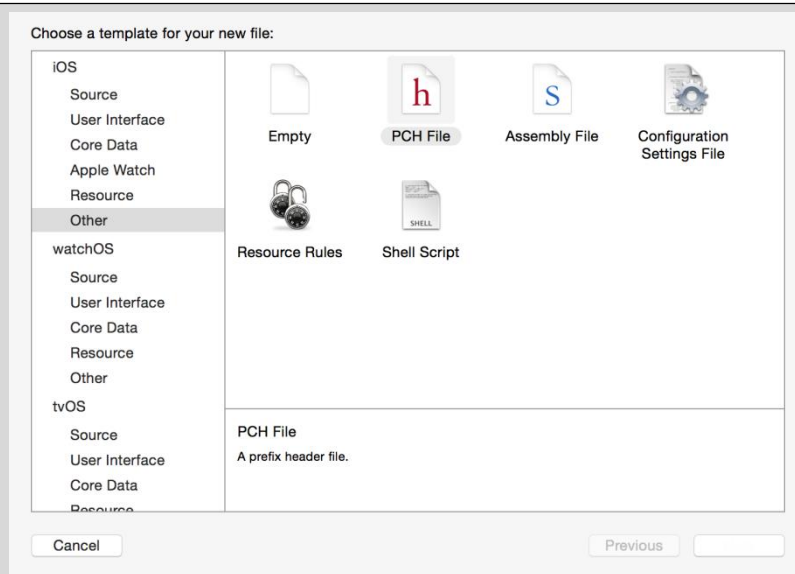 Choose a template for your new file:
iOS
Source
User Interface
Core Data
Apple Watch
Resource
Other
watchOS
Source
User Interface
Core Data
Resource
Other
tvOS
Source
User Interface
Core Data
Resource
h
Empty
PCH File
S
Assembly File
Configuration
Settings File
Resource Rules
SHELL
Shell Script
PCH File
A prefix header file.
Cancel
Previous